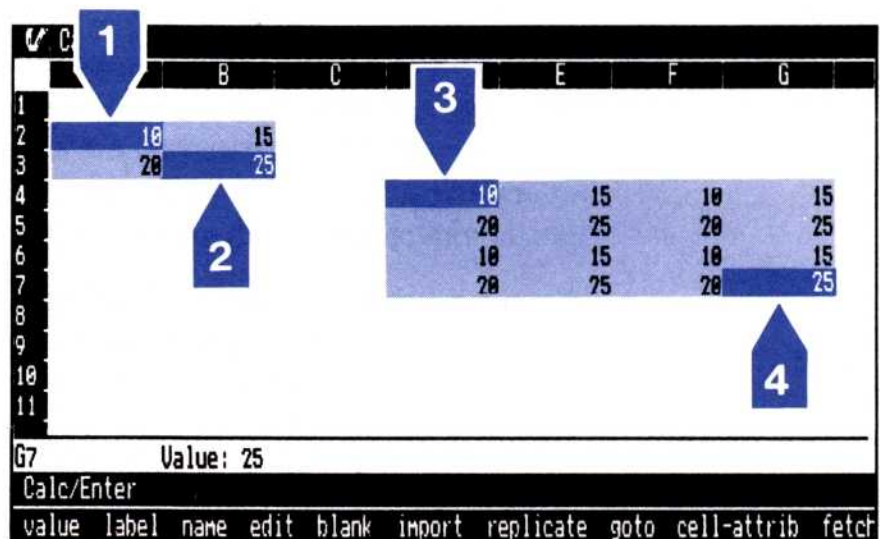 1
B C E F G
3
1
2 10 15
3 20 25
4 10 15 10 15
5 20 25 20 25
2
6 10 15 10 15
7 20 25 20 25
8
9
4
10
11
G7 Value: 25
Calc/Enter
value label name edit blank import replicate goto cell-attrib fetch